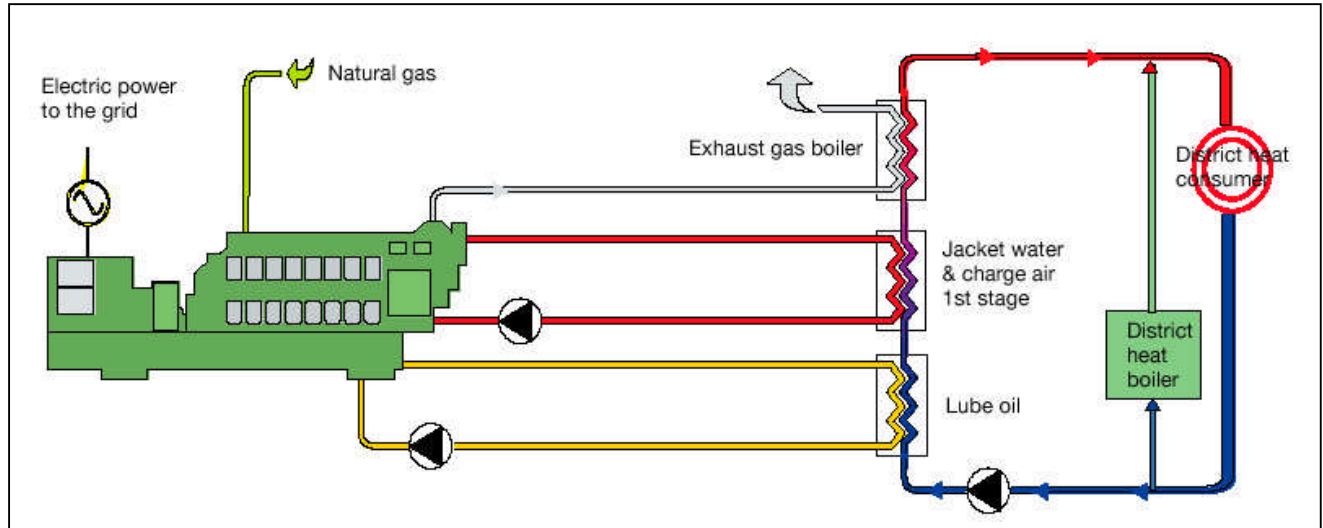 Electric power
to the grid
Natural gas
Exhaust gas boiler
District heat
consumer
Jacket water
& charge air
1st stage
District
heat
boiler
Lube oil